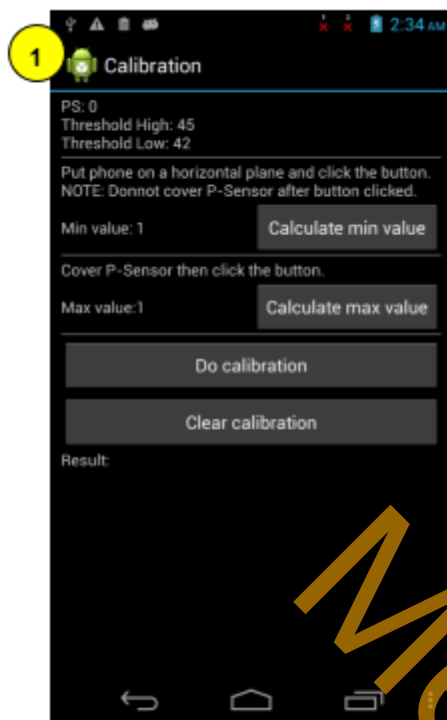 1
2:34 AM
Calibration
PS: 0
Threshold High: 45
Threshold Low: 42
Put phone on a horizontal plane and click the button.
NOTE: Donnot cover P-Sensor after button clicked.
Min value: 1
Calculate min value
Cover P-Sensor then click the button.
Max value:1
Calculate max value
Do calibration
Clear calibration
Result: